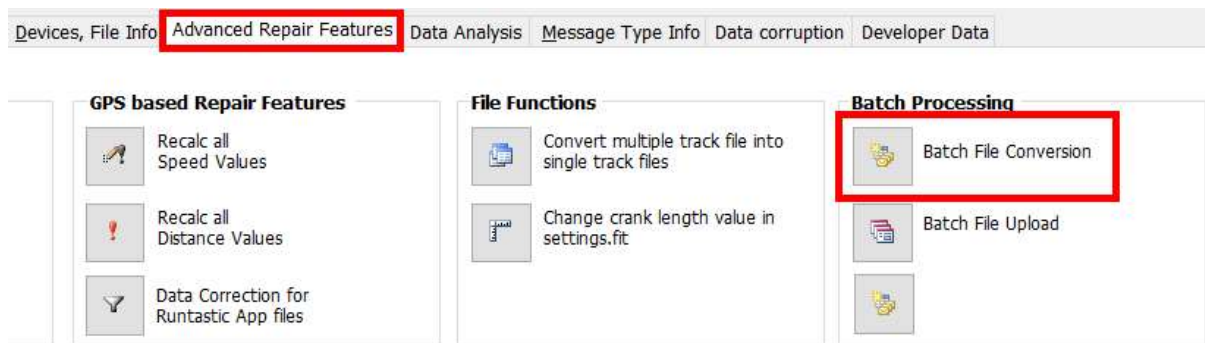 Devices, File Info Advanced Repair Features Data Analysis Message Type Info Data corruption Developer Data
GPS based Repair Features
Recalc all
Speed Values
Recalc all
Distance Values
Data Correction for
Runtastic App files
File Functions
Convert multiple track file into
single track files
Change crank length value in
settings.fit
Batch Processing
Batch File Conversion
Batch File Upload